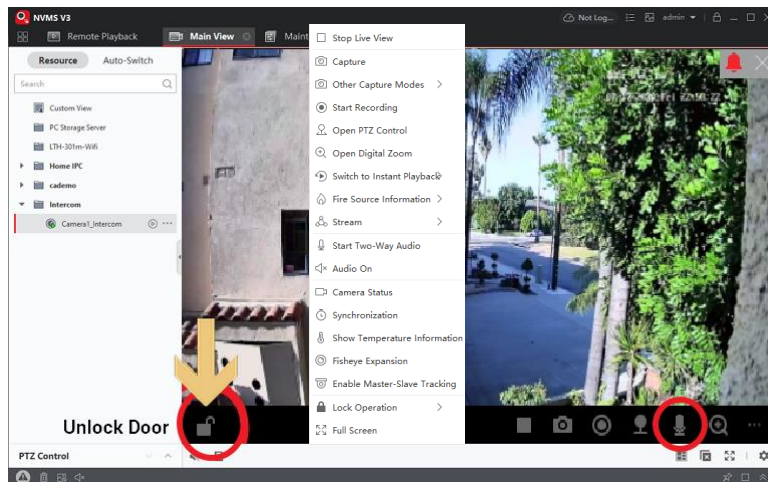 NVMS V3
Not Log...
admin
Remote Playback
Main View
Maint
Resource
Auto-Switch
Search
Custom View
PC Storage Server
LTH-301m-Wifi
Home IPC
cademo
Intercom
Camera1_Intercom
Stop Live View
Capture
Other Capture Modes
Start Recording
Open PTZ Control
Open Digital Zoom
Switch to Instant Playback
Fire Source Information
Stream
Start Two-Way Audio
Audio On
Camera Status
Synchronization
Show Temperature Information
Fisheye Expansion
Enable Master-Slave Tracking
Lock Operation
Full Screen
Unlock Door
PTZ Control